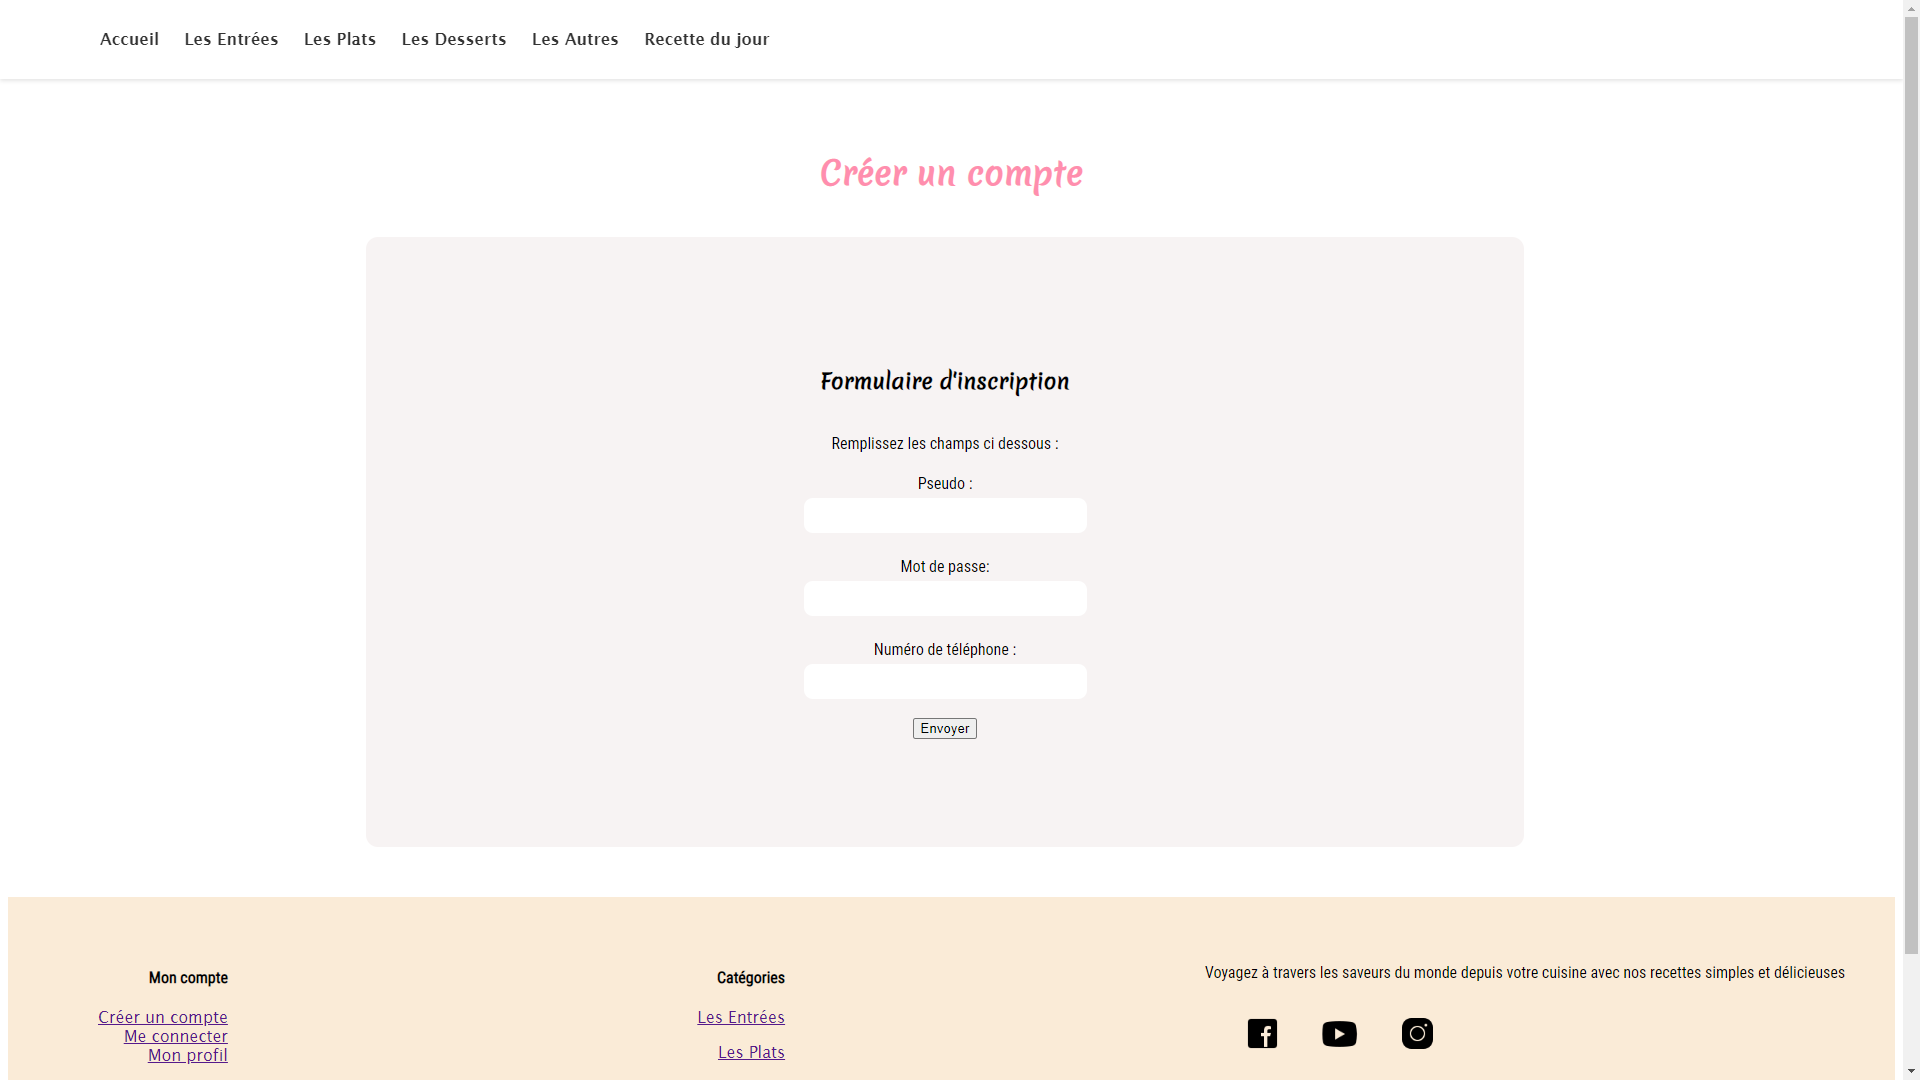 Accueil Les Entrées Les Plats Les Desserts Les Autres Recette du jour
Créer un compte
Formulaire d'inscription
Remplissez les champs ci dessous :
Pseudo :
Mot de passe:
Numéro de téléphone :
Envoyer
Mon compte
Créer un compte
Me connecter
Mon profil
Catégories
Les Entrées
Les Plats
Voyagez à travers les saveurs du monde depuis votre cuisine avec nos recettes simples et délicieuses